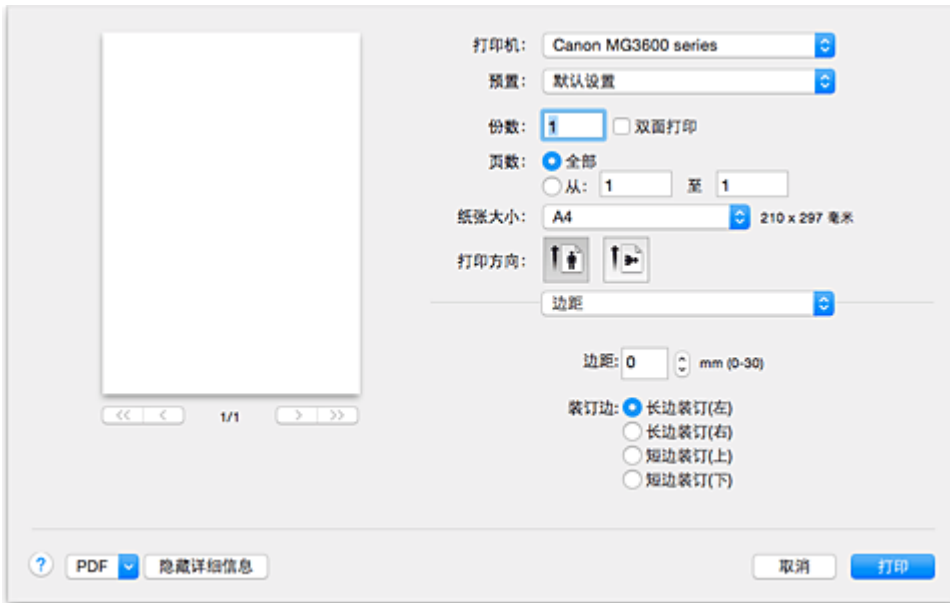 打印机: Canon MG3600 series
预置: 默认设置
份数: 1 双面打印
页数: 全部
从: 1 至 1
纸张大小: A4 210 x 297 毫米
打印方向:
边距
边距: 0 mm (0-30)
装订边: 长边装订(左)
长边装订(右)
短边装订(上)
短边装订(下)
<< < 1/1 > >>
? PDF 隐藏详细信息 取消 打印